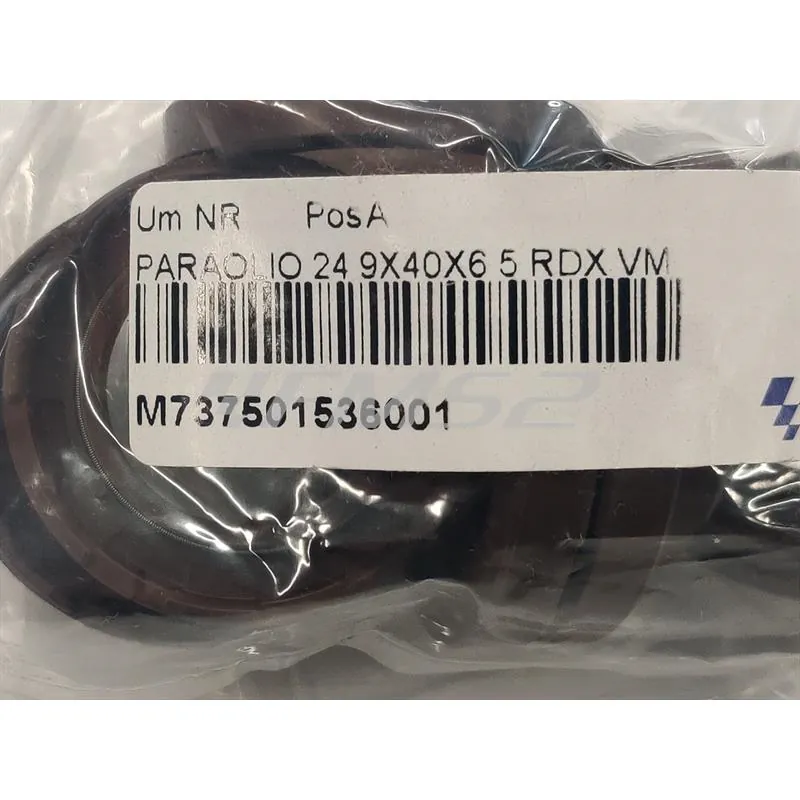 Um NR PosA
PARAOLIO 24 9X40X6 5 RDX VM
M737501536001